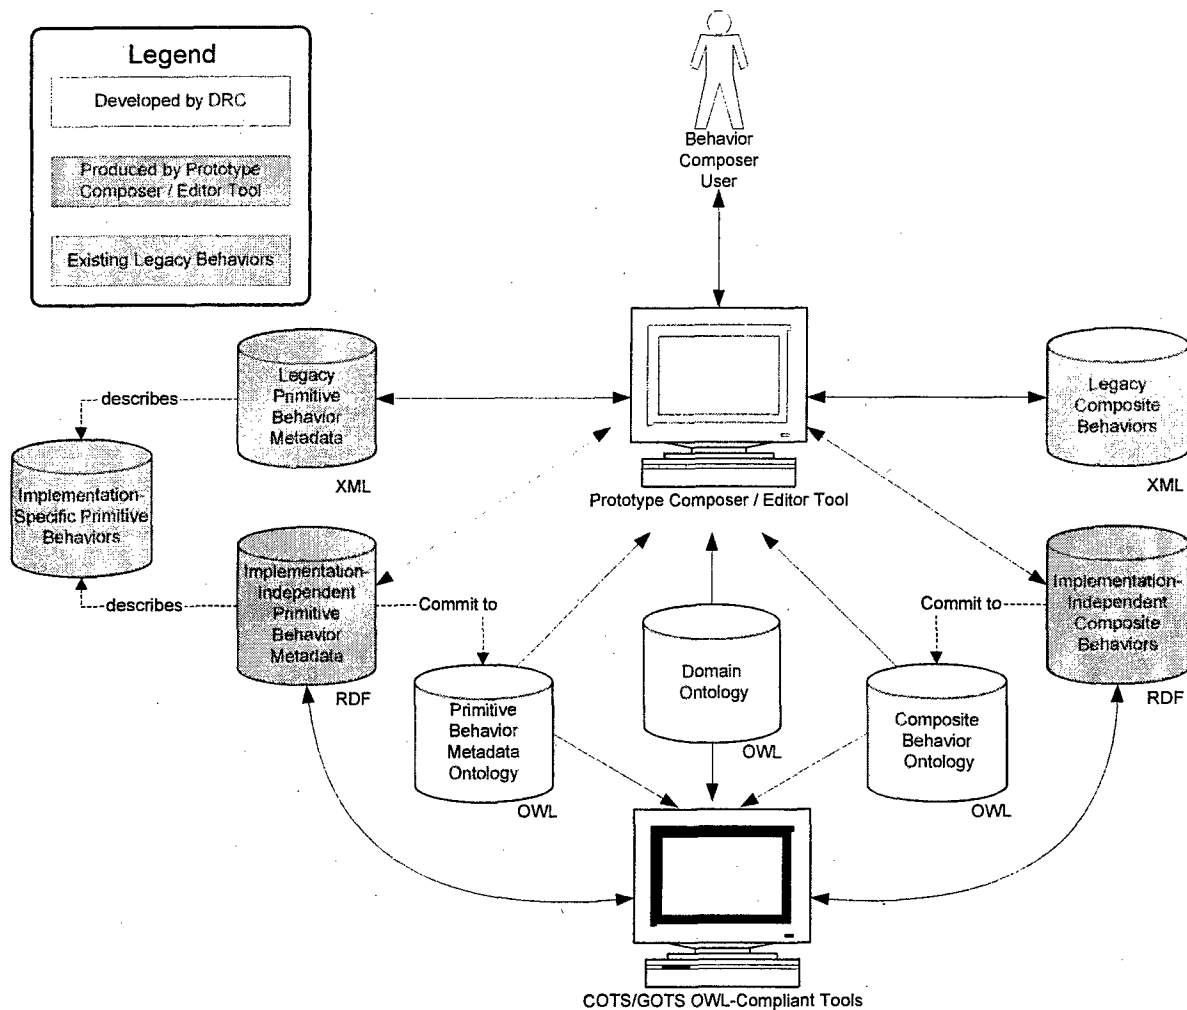 Legend
Developed by DRC
Produced by Prototype
Composer / Editor Tool
Existing Legacy Behaviors
Behavior
Composer
User
Legacy
Primitive
Behavior
Metadata
XML
describes
Implementation-
Specific Primitive
Behaviors
describes
Implementation-
Independent
Primitive
Behavior
Metadata
RDF
Commit to
Prototype Composer / Editor Tool
Legacy
Composite
Behaviors
XML
Implementation-
Independent
Composite
Behaviors
RDF
Commit to
Primitive
Behavior
Metadata
Ontology
OWL
Domain
Ontology
OWL
Composite
Behavior
Ontology
OWL
COTS/GOTS OWL-Compliant Tools